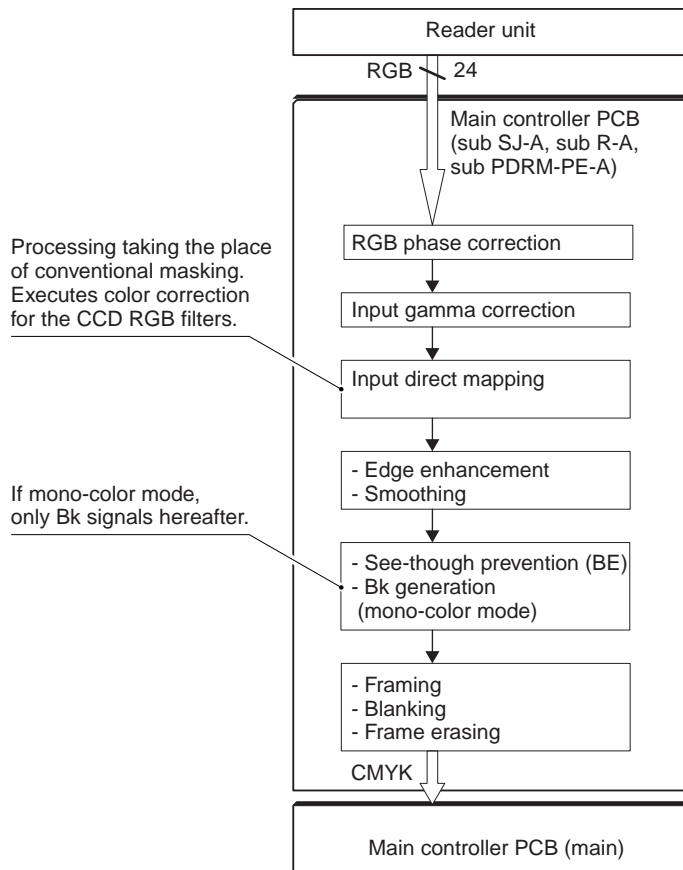 Reader unit
RGB 24
Main controller PCB
(sub SJ-A, sub R-A,
sub PDRM-PE-A)
RGB phase correction
Processing taking the place
of conventional masking.
Executes color correction
for the CCD RGB filters.
Input gamma correction
Input direct mapping
- Edge enhancement
- Smoothing
If mono-color mode,
only Bk signals hereafter.
- See-though prevention (BE)
- Bk generation
(mono-color mode)
- Framing
- Blanking
- Frame erasing
CMYK
Main controller PCB (main)